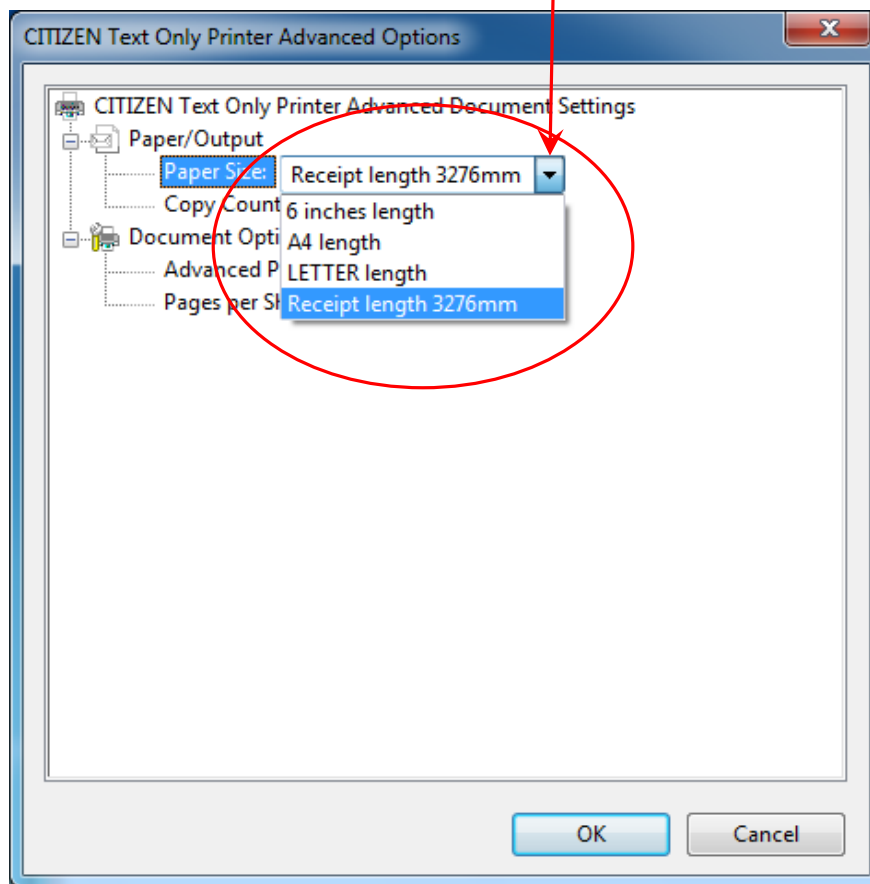 CITIZEN Text Only Printer Advanced Options
CITIZEN Text Only Printer Advanced Document Settings
Paper/Output
Paper Size: Receipt length 3276mm
Copy Count
6 inches length
Document Opti
A4 length
Advanced P
LETTER length
Pages per Sh
Receipt length 3276mm
OK Cancel